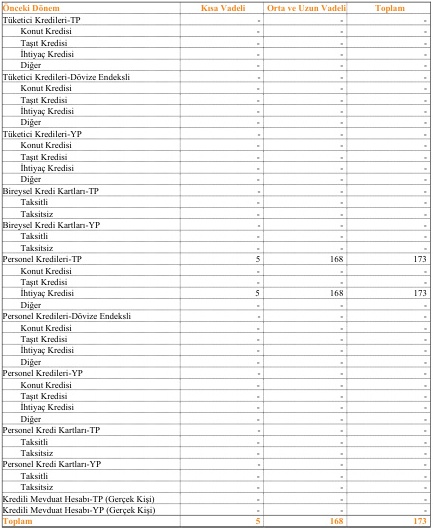 Önceki Dönem Kısa Vadeli Orta ve Uzun Vadeli Toplam
Tüketici Kredileri-TP - - -
Konut Kredisi - - -
Taşıt Kredisi - - -
İhtiyaç Kredisi - - -
Diğer - - -
Tüketici Kredileri-Dövize Endeksli - - -
Konut Kredisi - - -
Taşıt Kredisi - - -
İhtiyaç Kredisi - - -
Diğer - - -
Tüketici Kredileri-YP - - -
Konut Kredisi - - -
Taşıt Kredisi - - -
İhtiyaç Kredisi - - -
Diğer - - -
Bireysel Kredi Kartları-TP - - -
Taksitli - - -
Taksitsiz - - -
Bireysel Kredi Kartları-YP - - -
Taksitli - - -
Taksitsiz - - -
Personel Kredileri-TP 5 168 173
Konut Kredisi - - -
Taşıt Kredisi - - -
İhtiyaç Kredisi 5 168 173
Diğer - - -
Personel Kredileri-Dövize Endeksli - - -
Konut Kredisi - - -
Taşıt Kredisi - - -
İhtiyaç Kredisi - - -
Diğer - - -
Personel Kredileri-YP - - -
Konut Kredisi - - -
Taşıt Kredisi - - -
İhtiyaç Kredisi - - -
Diğer - - -
Personel Kredi Kartları-TP - - -
Taksitli - - -
Taksitsiz - - -
Personel Kredi Kartları-YP - - -
Taksitli - - -
Taksitsiz - - -
Kredili Mevduat Hesabı-TP (Gerçek Kişi) - - -
Kredili Mevduat Hesabı-YP (Gerçek Kişi) - - -
Toplam 5 168 173